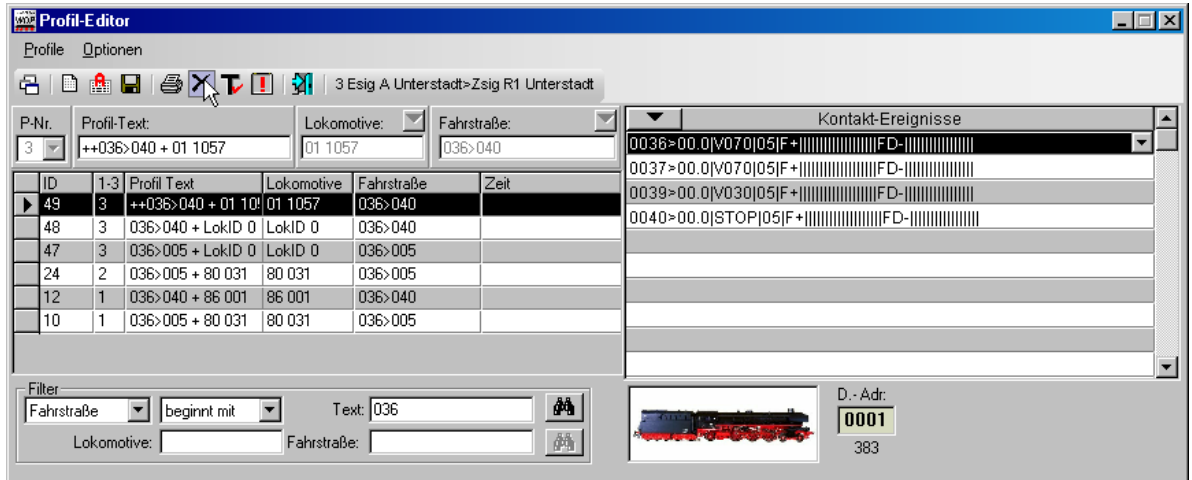 WDP Profil-Editor
Profile Optionen
3 Esig A Unterstadt>Zsig R1 Unterstadt
P-Nr. Profil-Text: Lokomotive: Fahrstraße:
3 ++036>040 + 01 1057 01 1057 036>040
ID 1-3 Profil Text Lokomotive Fahrstraße Zeit
49 3 ++036>040 + 01 10! 01 1057 036>040
48 3 036>040 + LokID 0 LokID 0 036>040
47 3 036>005 + LokID 0 LokID 0 036>005
24 2 036>005 + 80 031 80 031 036>005
12 1 036>040 + 86 001 86 001 036>040
10 1 036>005 + 80 031 80 031 036>005
Kontakt-Ereignisse
0036>00.0|V070|05|F+|||||||||||||||||||FD-||||||||||||||||
0037>00.0|V070|05|F+|||||||||||||||||||FD-||||||||||||||||
0039>00.0|V030|05|F+|||||||||||||||||||FD-||||||||||||||||
0040>00.0|STOP|05|F+|||||||||||||||||||FD-||||||||||||||||
Filter
Fahrstraße beginnt mit Text: 036
Lokomotive: Fahrstraße:
D.- Adr:
0001
383